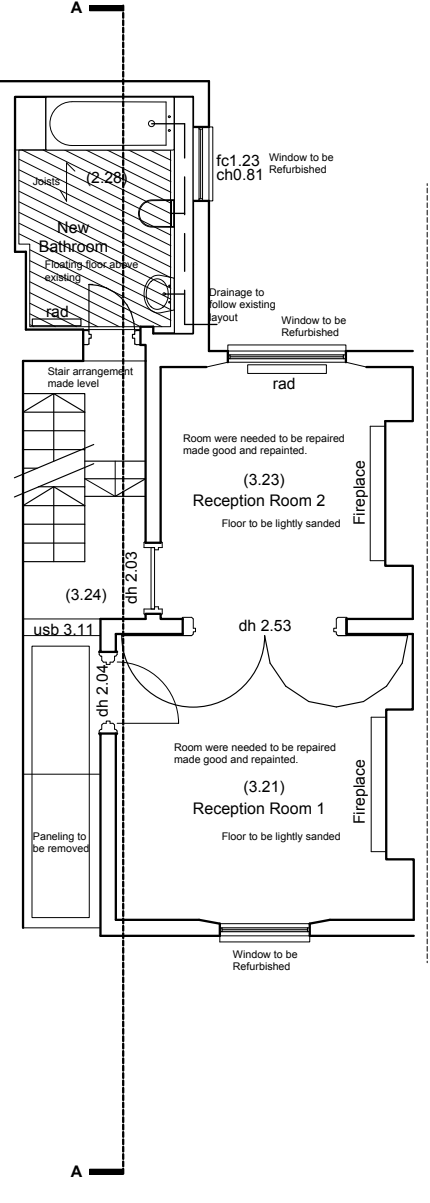 A
fc1.23
ch0.81
Window to be
Refurbished
Joists
(2.28)
New
Bathroom
Floating floor above
existing
rad
Drainage to
follow existing
layout
Window to be
Refurbished
Stair arrangement
made level
rad
Room were needed to be repaired
made good and repainted.
(3.23)
Reception Room 2
Floor to be lightly sanded
Fireplace
dh 2.03
(3.24)
usb 3.11
dh 2.53
dh 2.04
Room were needed to be repaired
made good and repainted.
(3.21)
Reception Room 1
Floor to be lightly sanded
Fireplace
Paneling to
be removed
Window to be
Refurbished
A